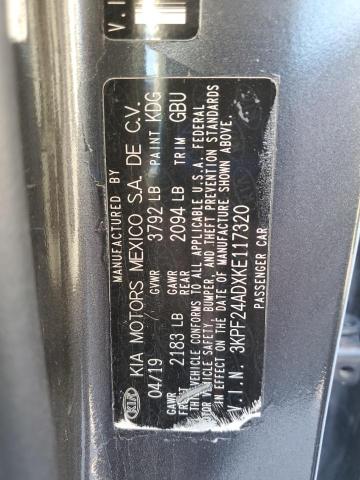 V.I.
MANUFACTURED BY
KIA KIA MOTORS MEXICO S.A. DE C.V.
04/19 GVWR 3792 LB PAINT KDG
GAWR FRONT 2183 LB GAWR REAR 2094 LB TRIM GBU
THIS VEHICLE CONFORMS TO ALL APPLICABLE U.S.A. FEDERAL
MOTOR VEHICLE SAFETY, BUMPER, AND THEFT PREVENTION STANDARDS
IN EFFECT ON THE DATE OF MANUFACTURE SHOWN ABOVE.
V.I.N. 3KPF24ADXKE117320
PASSENGER CAR